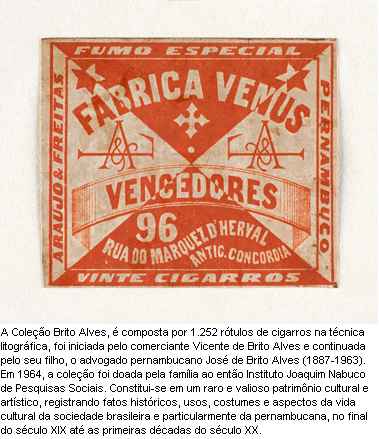 FUMO ESPECIAL
FABRICA VEMUS
ARAUJO & FREITAS
PERNAMBUCO
A & F
A & F
VENCEDORES
96
RUA DO MARQUEZ D'HERVAL
ANTIG. CONCORDIA
VINTE CIGARROS
A Coleção Brito Alves, é composta por 1.252 rótulos de cigarros na técnica
litográfica, foi iniciada pelo comerciante Vicente de Brito Alves e continuada
pelo seu filho, o advogado pernambucano José de Brito Alves (1887-1963).
Em 1964, a coleção foi doada pela família ao então Instituto Joaquim Nabuco
de Pesquisas Sociais. Constitui-se em um raro e valioso patrimônio cultural e
artístico, registrando fatos históricos, usos, costumes e aspectos da vida
cultural da sociedade brasileira e particularmente da pernambucana, no final
do século XIX até as primeiras décadas do século XX.